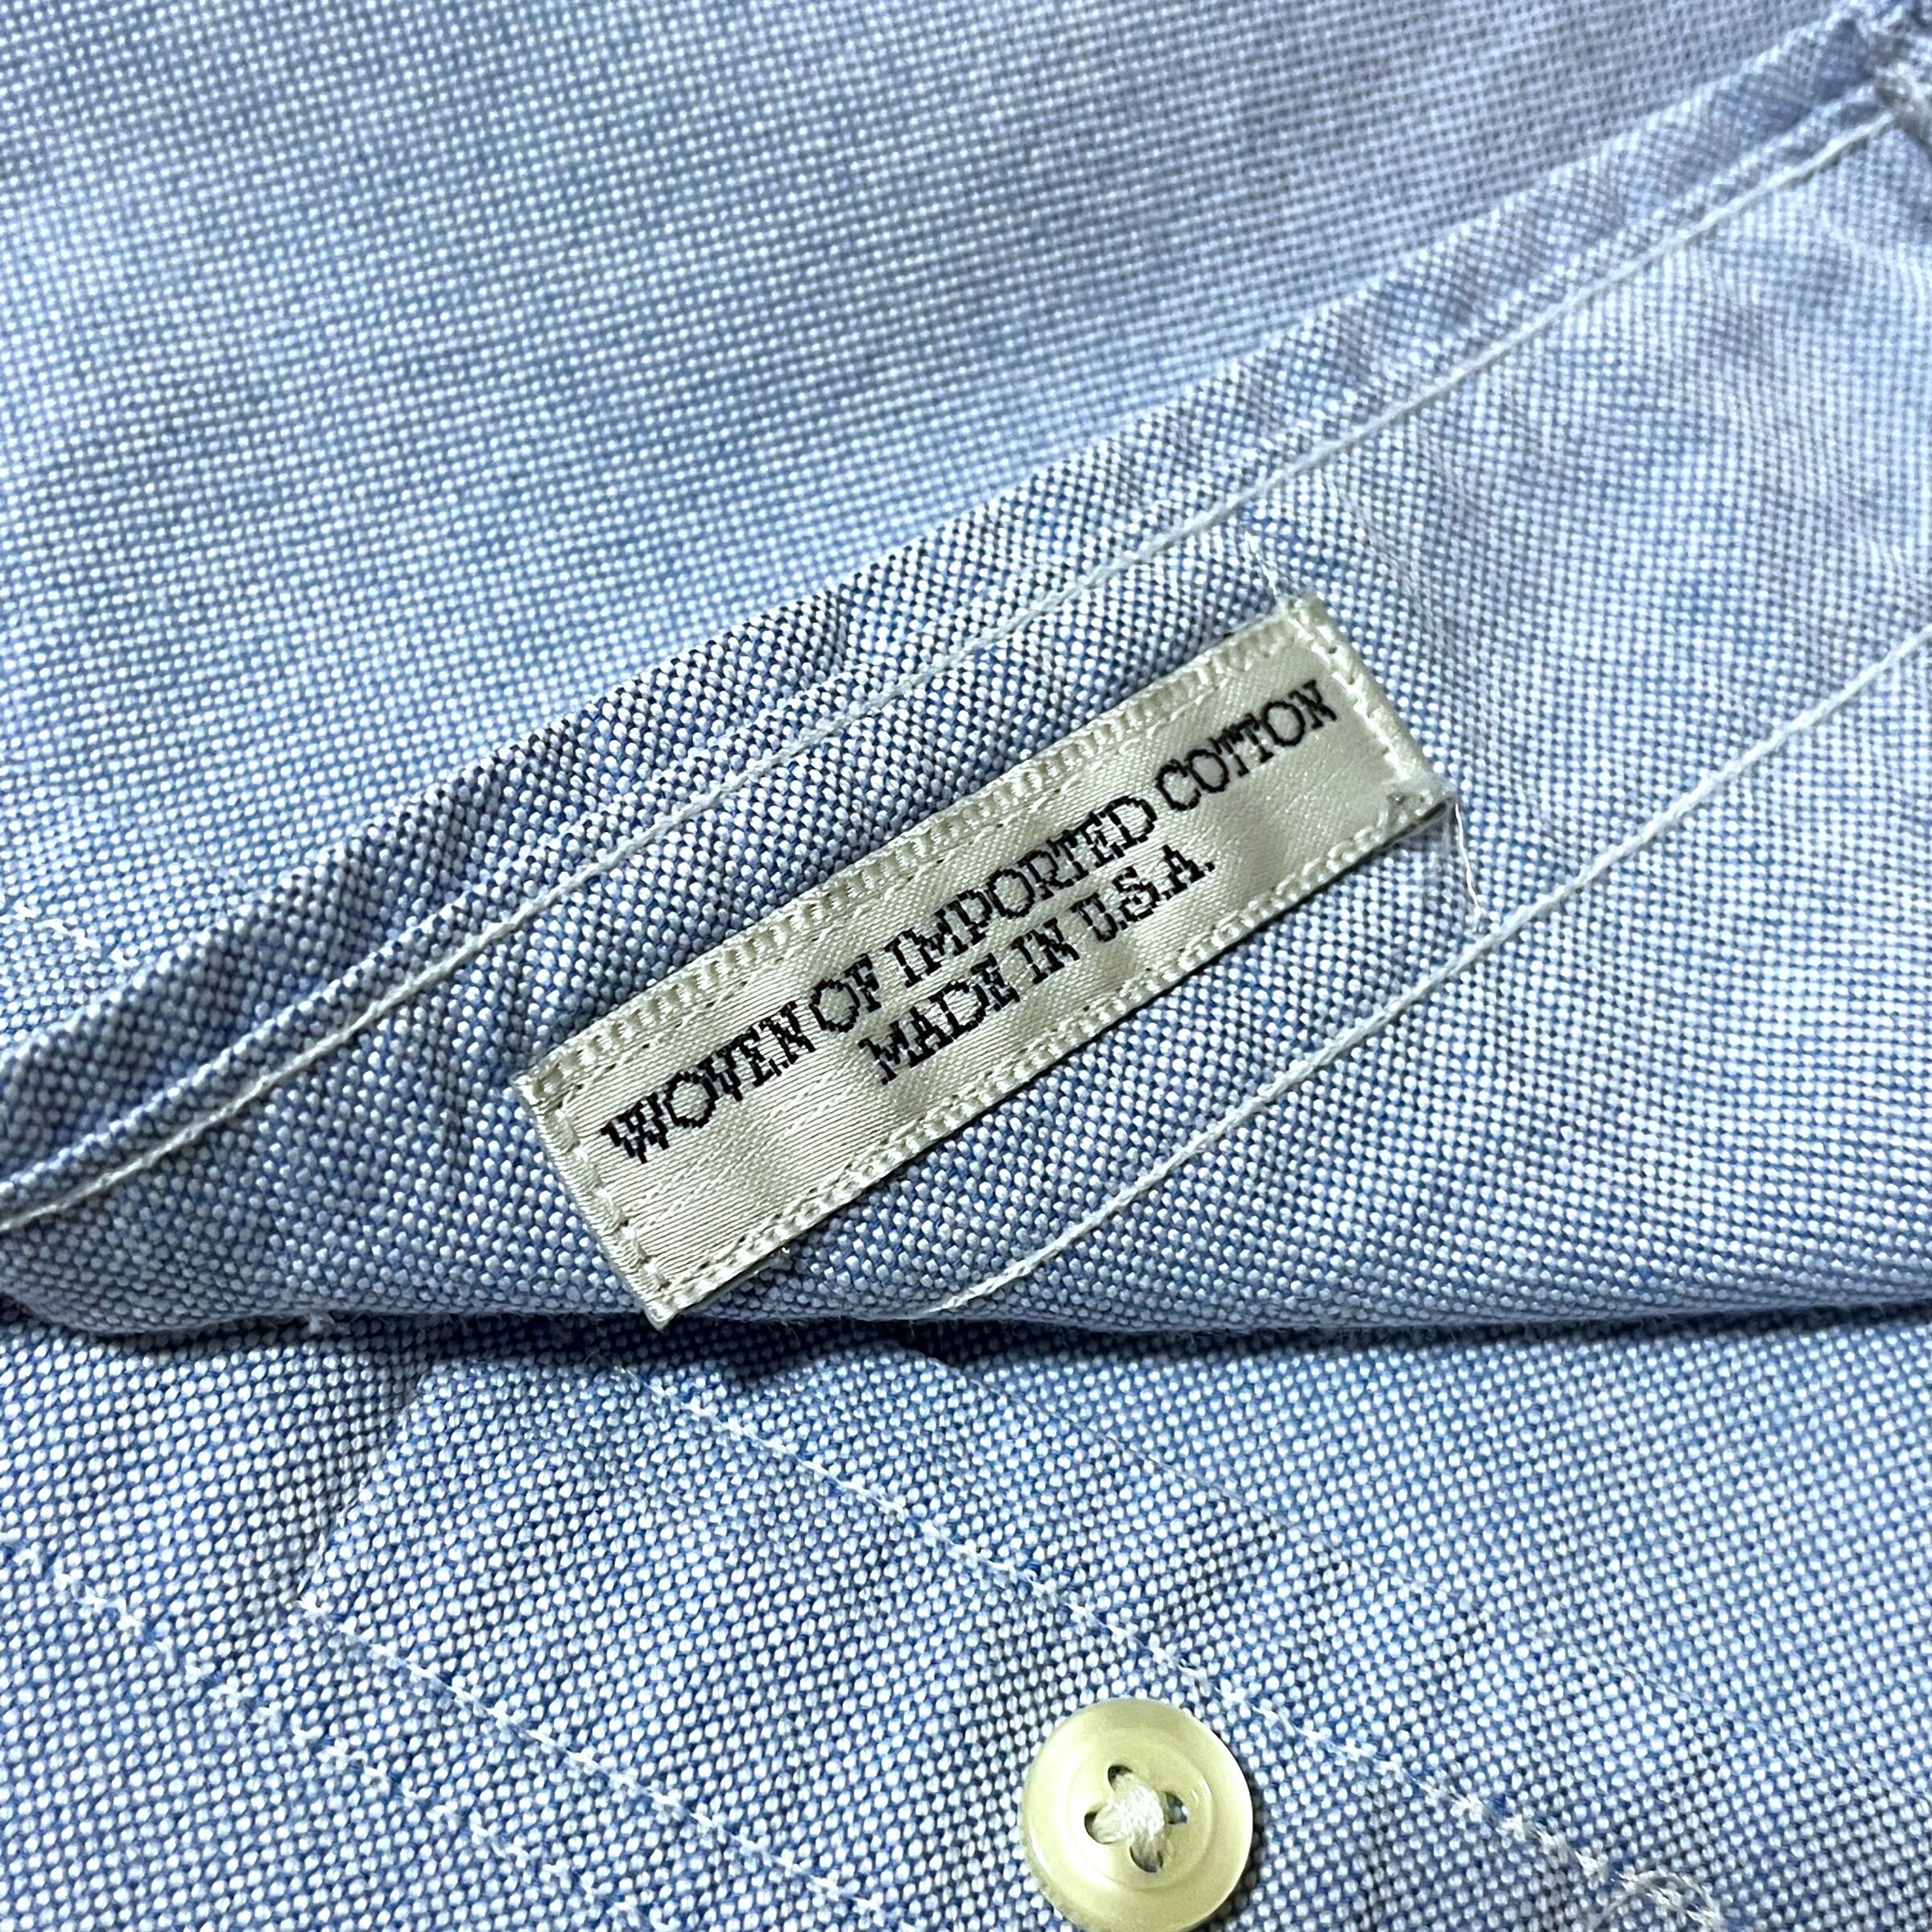 WOVEN OF IMPORTED COTTON
MADE IN U.S.A.